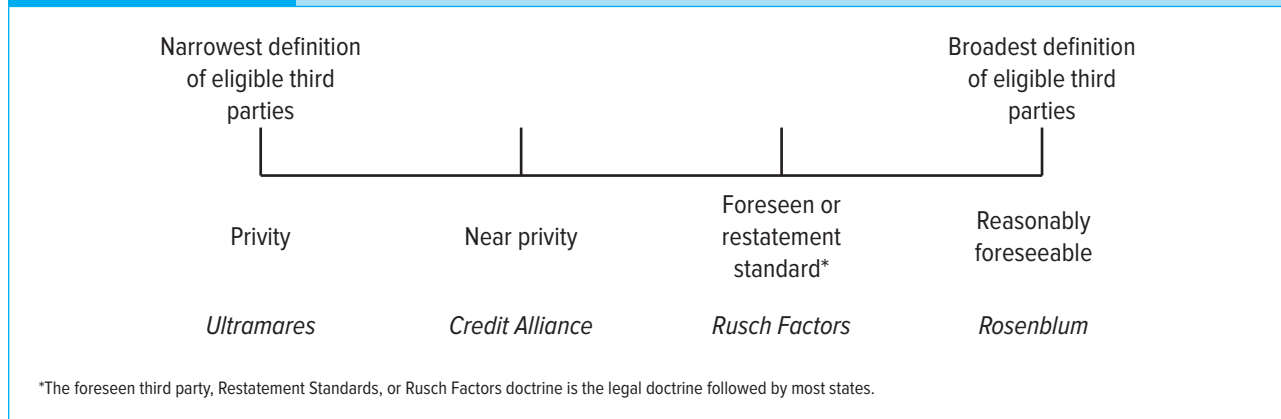 Narrowest definition
of eligible third
parties
Broadest definition
of eligible third
parties
Privity
Near privity
Foreseen or
restatement
standard*
Reasonably
foreseeable
Ultramares
Credit Alliance
Rusch Factors
Rosenblum
*The foreseen third party, Restatement Standards, or Rusch Factors doctrine is the legal doctrine followed by most states.